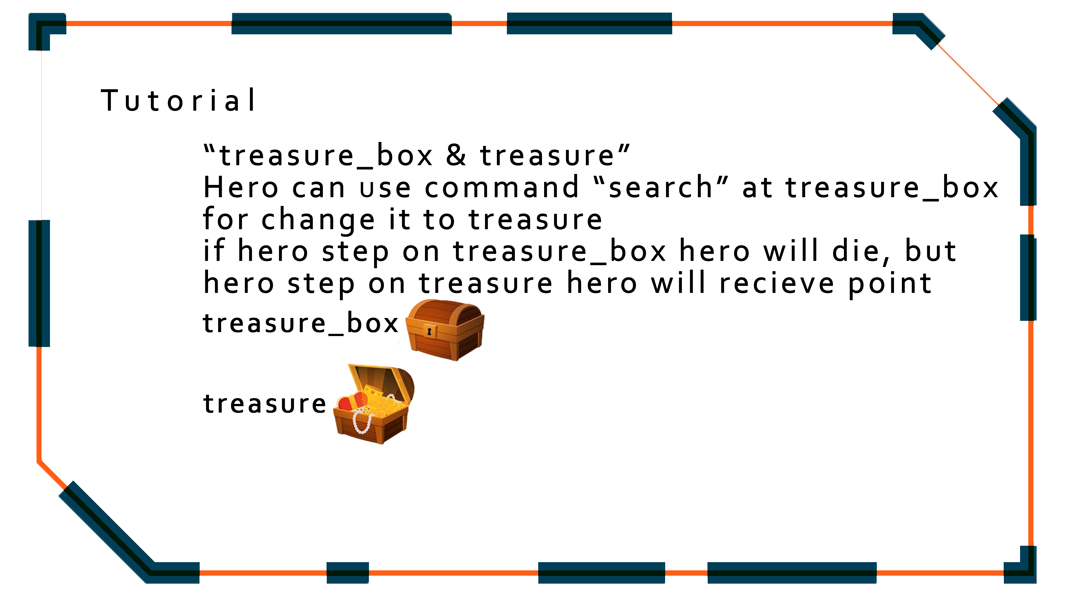 Tutorial
“treasure_box & treasure”
Hero can use command “search” at treasure_box
for change it to treasure
if hero step on treasure_box hero will die, but
hero step on treasure hero will recieve point
treasure_box
treasure